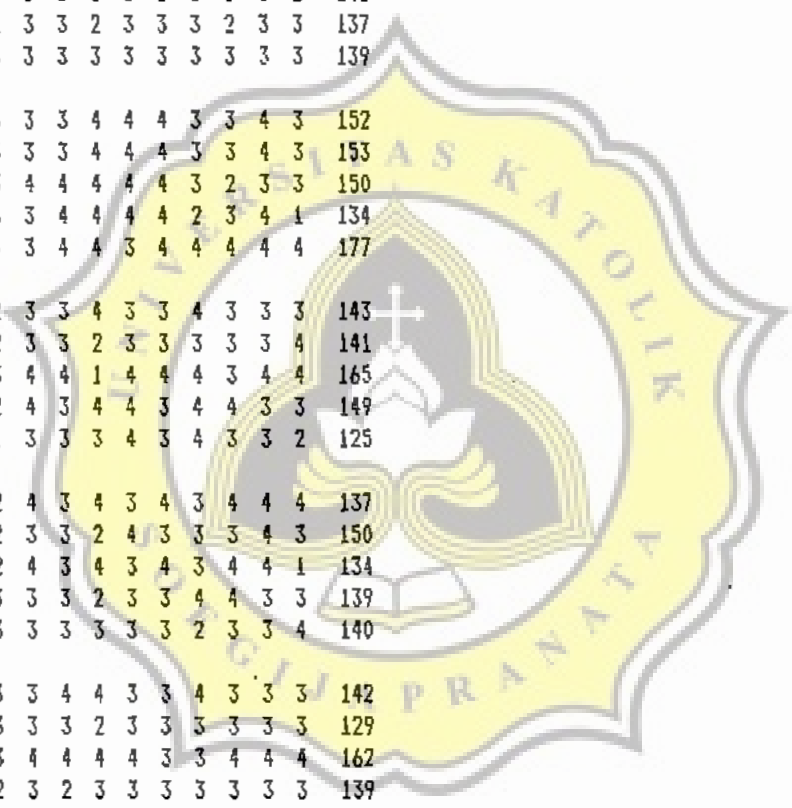 3 3 2 3 3 3 2 3 3 137
3 3 3 3 3 3 3 3 3 139
3 3 4 4 4 3 3 4 3 152
3 3 4 4 4 3 3 4 3 153
4 4 4 4 4 3 2 3 3 150
3 4 4 4 4 2 3 4 1 134
3 4 4 3 4 4 4 4 4 177
3 3 4 3 3 4 3 3 3 143
3 3 2 3 3 3 3 3 4 141
4 4 1 4 4 4 3 4 4 165
4 3 4 4 3 4 4 3 3 149
3 3 3 4 3 4 3 3 2 125
2 4 3 4 3 4 3 4 4 4 137
2 3 3 2 4 3 3 3 4 3 150
2 4 3 4 3 4 3 4 4 1 134
3 3 3 2 3 3 4 4 3 3 139
3 3 3 3 3 3 2 3 3 4 140
3 3 4 4 3 3 4 3 3 3 142
3 3 3 2 3 3 3 3 3 3 129
3 4 4 4 4 3 3 4 4 4 162
2 3 2 3 3 3 3 3 3 3 139
UNIVERSITAS KATOLIK
SOEGIJAPRANATA